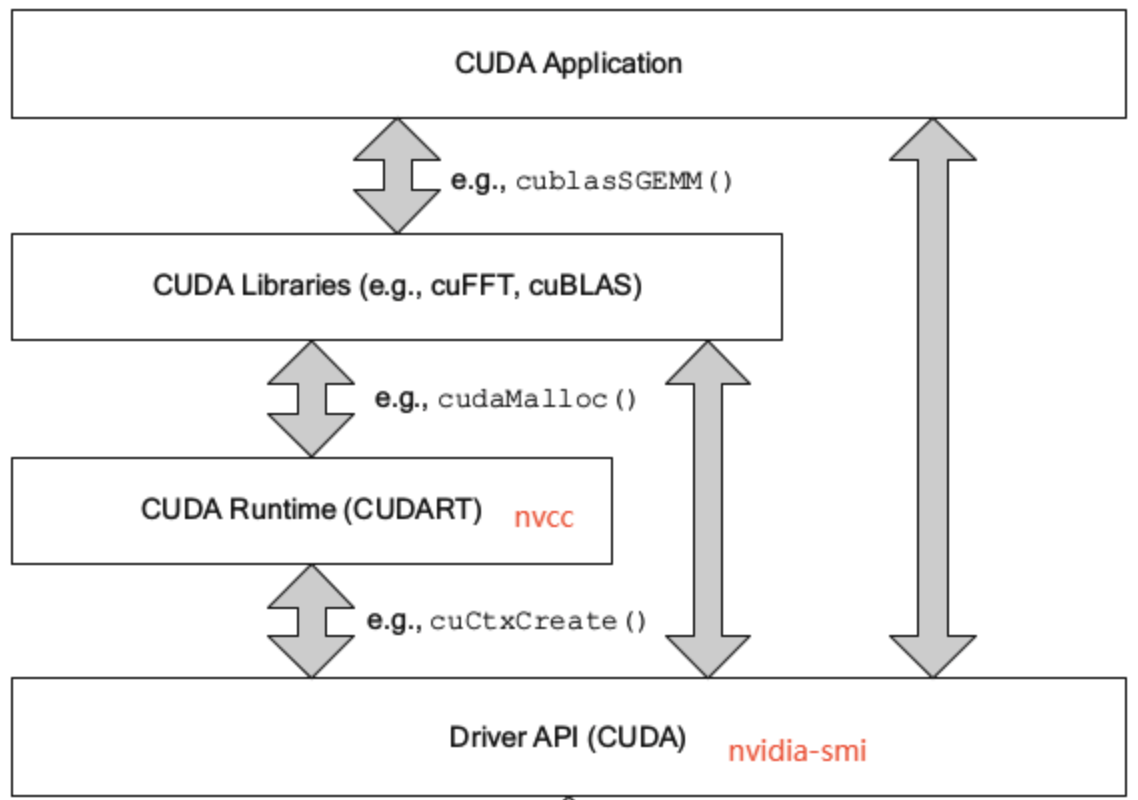 CUDA Application
e.g., cublasSGEMM()
CUDA Libraries (e.g., cuFFT, cuBLAS)
e.g., cudaMalloc()
CUDA Runtime (CUDART) nvcc
e.g., cuCtxCreate()
Driver API (CUDA) nvidia-smi